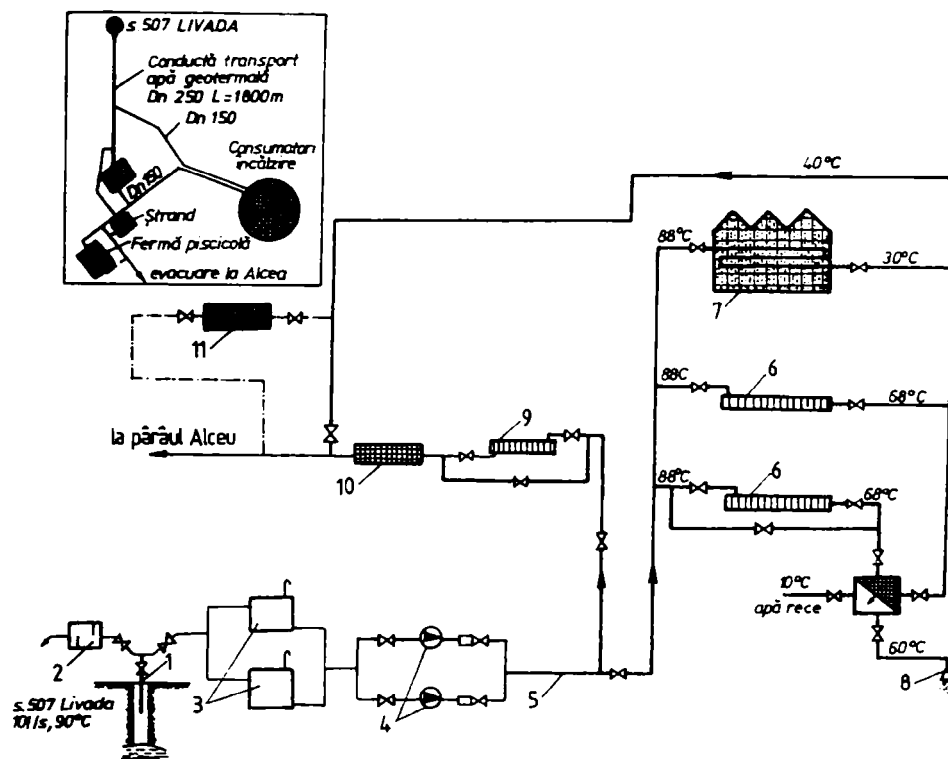 s.507 LIVADA
Conductă transport
apă geotermală
Dn 250 L=1800m
Dn 150
Consumatori
încălzire
Dn 150
Ștrand
Fermă piscicolă
evacuare la Alcea
40°C
88°C
30°C
7
11
88C
6
68°C
9
la pârâul Alceu
10
88°C
6
68°C
10°C
apă rece
60°C
8
1
2
3
4
5
s.507 Livada
10l/s, 90°C